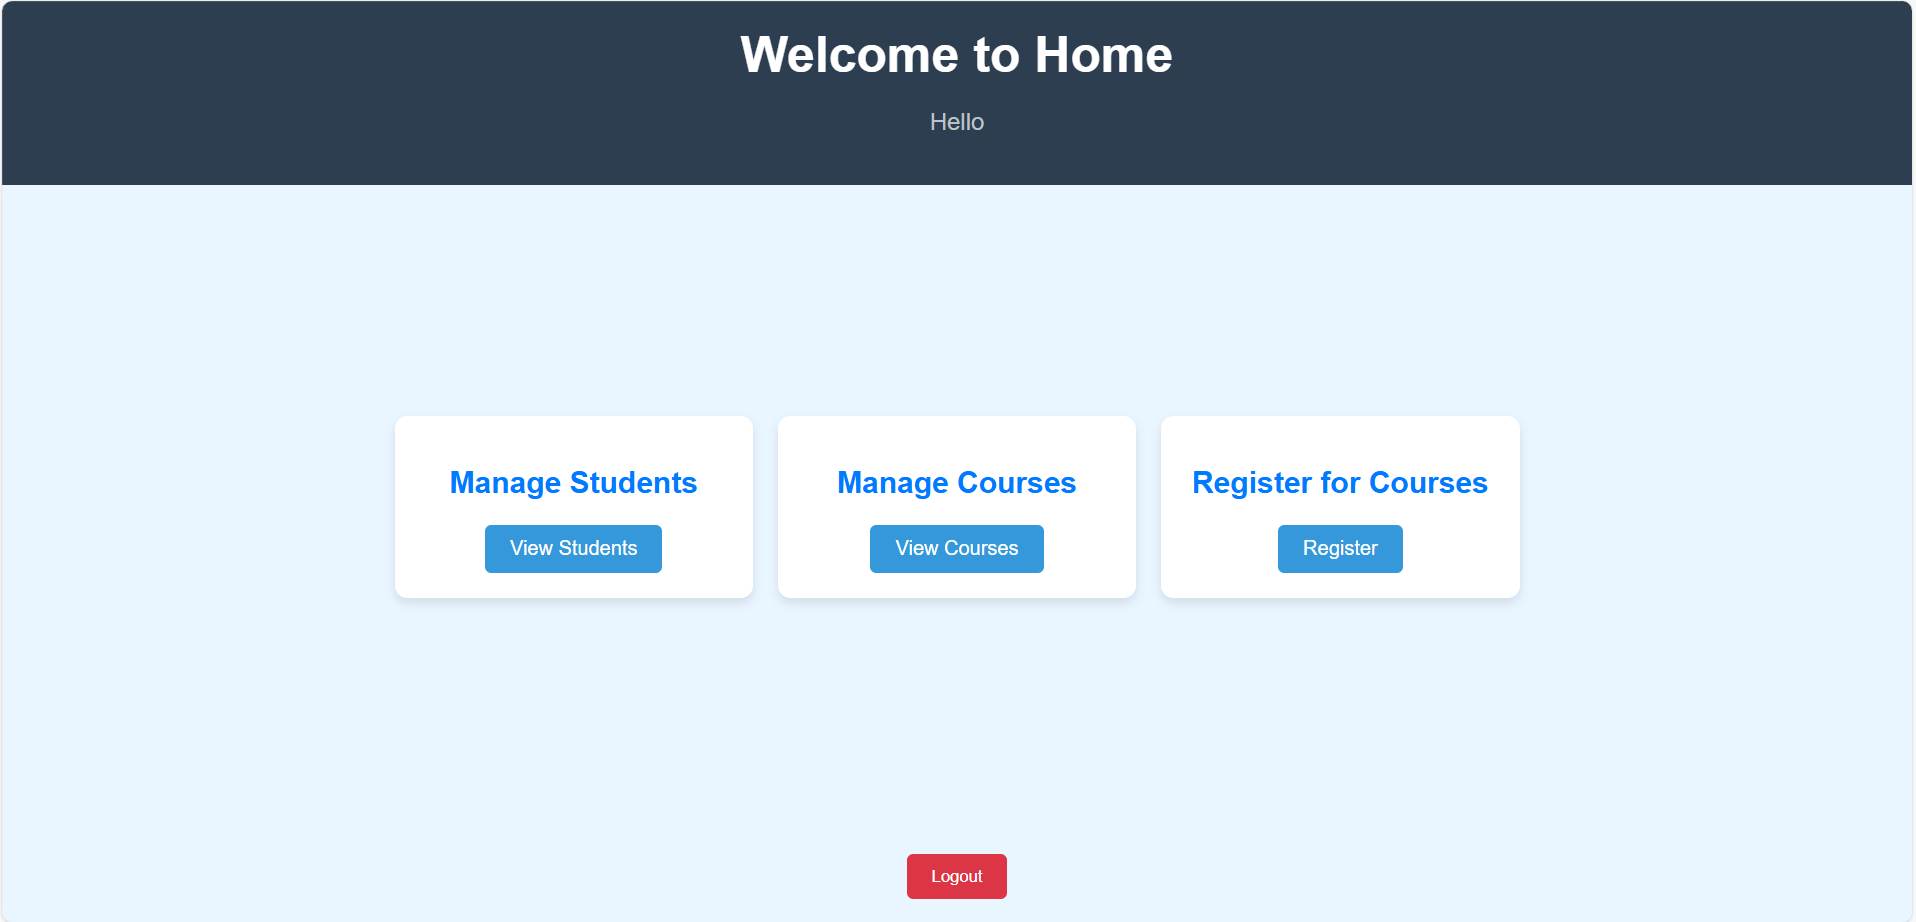 Welcome to Home
Hello
Manage Students
View Students
Manage Courses
View Courses
Register for Courses
Register
Logout